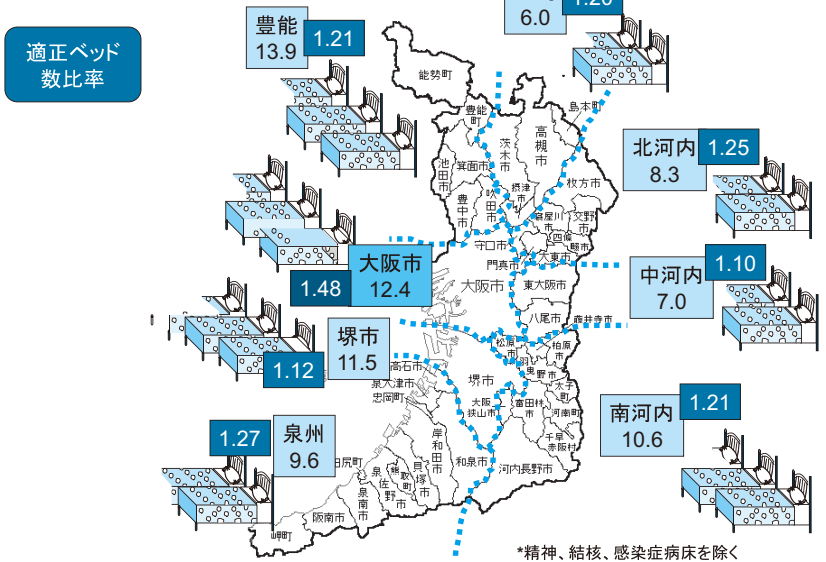 適正ベッド
数比率
豊能
13.9
1.21
6.0
1.20
北河内
8.3
1.25
大阪市
12.4
1.48
中河内
7.0
1.10
堺市
11.5
1.12
南河内
10.6
1.21
泉州
9.6
1.27
能勢町
豊能
町
島本町
高
槻
市
茨
木
市
池
田
市
箕面市
豊
中
市
吹
田
市
摂津
市
枚方市
寝屋川
市
交野
市
守口市
四條
畷市
門真市
大東市
大阪市
東大阪市
八尾市
藤井寺市
松原
市
柏原
市
羽
曳
野市
堺市
高石市
泉大津市
忠岡町
太子
町
大阪
狭山市
富田林
市
河南町
千早
赤阪村
岸
和
田
市
和泉市
河内長野市
貝
塚
市
熊
取
町
泉
佐
野
市
田尻町
泉
南
市
阪南市
岬町
*精神、結核、感染症病床を除く